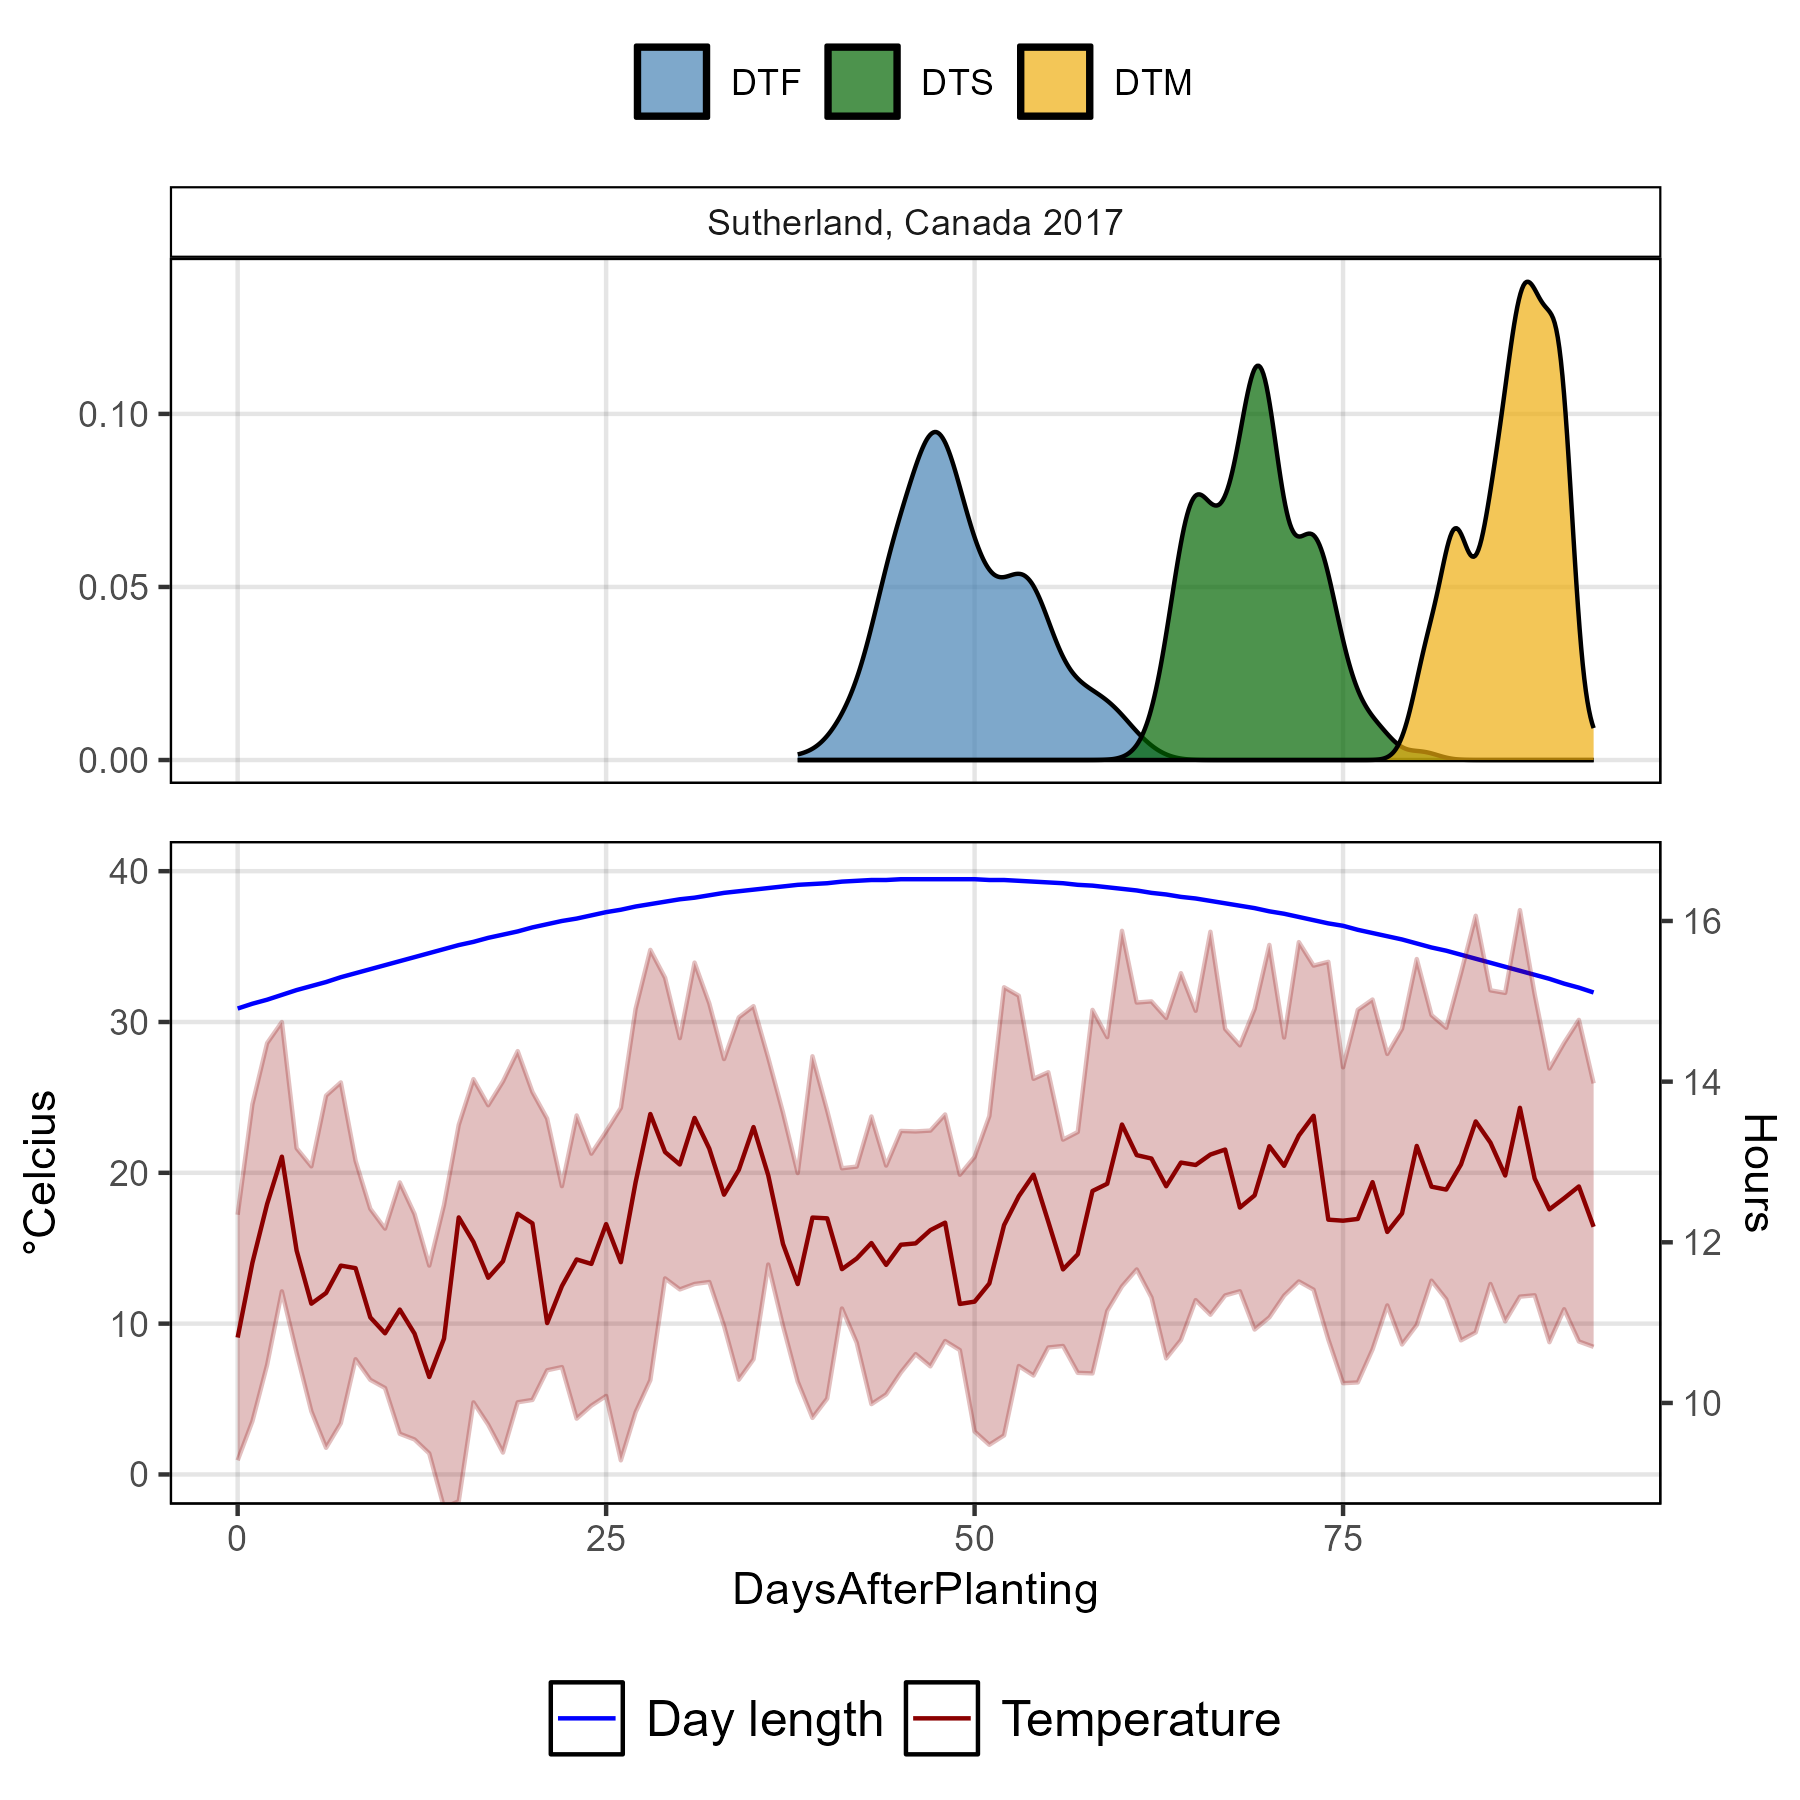 DTF DTS DTM
Sutherland, Canada 2017
0.10
0.05
0.00
40
30
20
10
0
°Celcius
16
14
12
10
Hours
0 25 50 75
DaysAfterPlanting
Day length Temperature